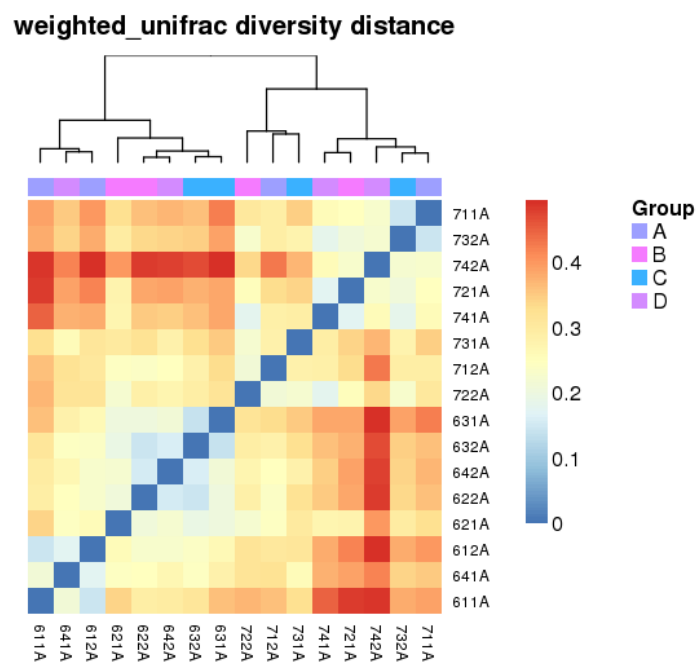 weighted_unifrac diversity distance
Group
A
B
C
D
711A
732A
742A
721A
741A
731A
712A
722A
631A
632A
642A
622A
621A
612A
641A
611A
0.4
0.3
0.2
0.1
0
611A
641A
612A
621A
622A
642A
632A
631A
722A
712A
731A
741A
721A
742A
732A
711A